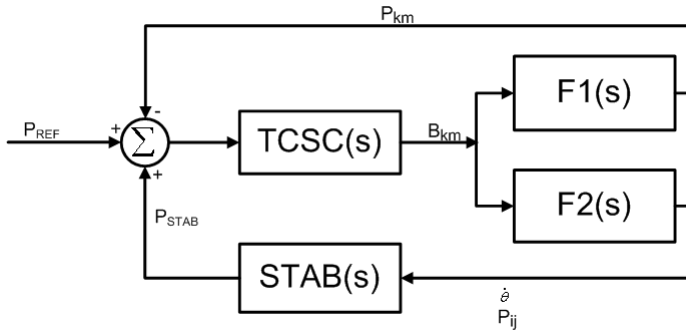 Pkm
F1(s)
+
-
PREF
Σ
TCSC(s)
Bkm
+
F2(s)
PSTAB
STAB(s)
θ̇
Pij